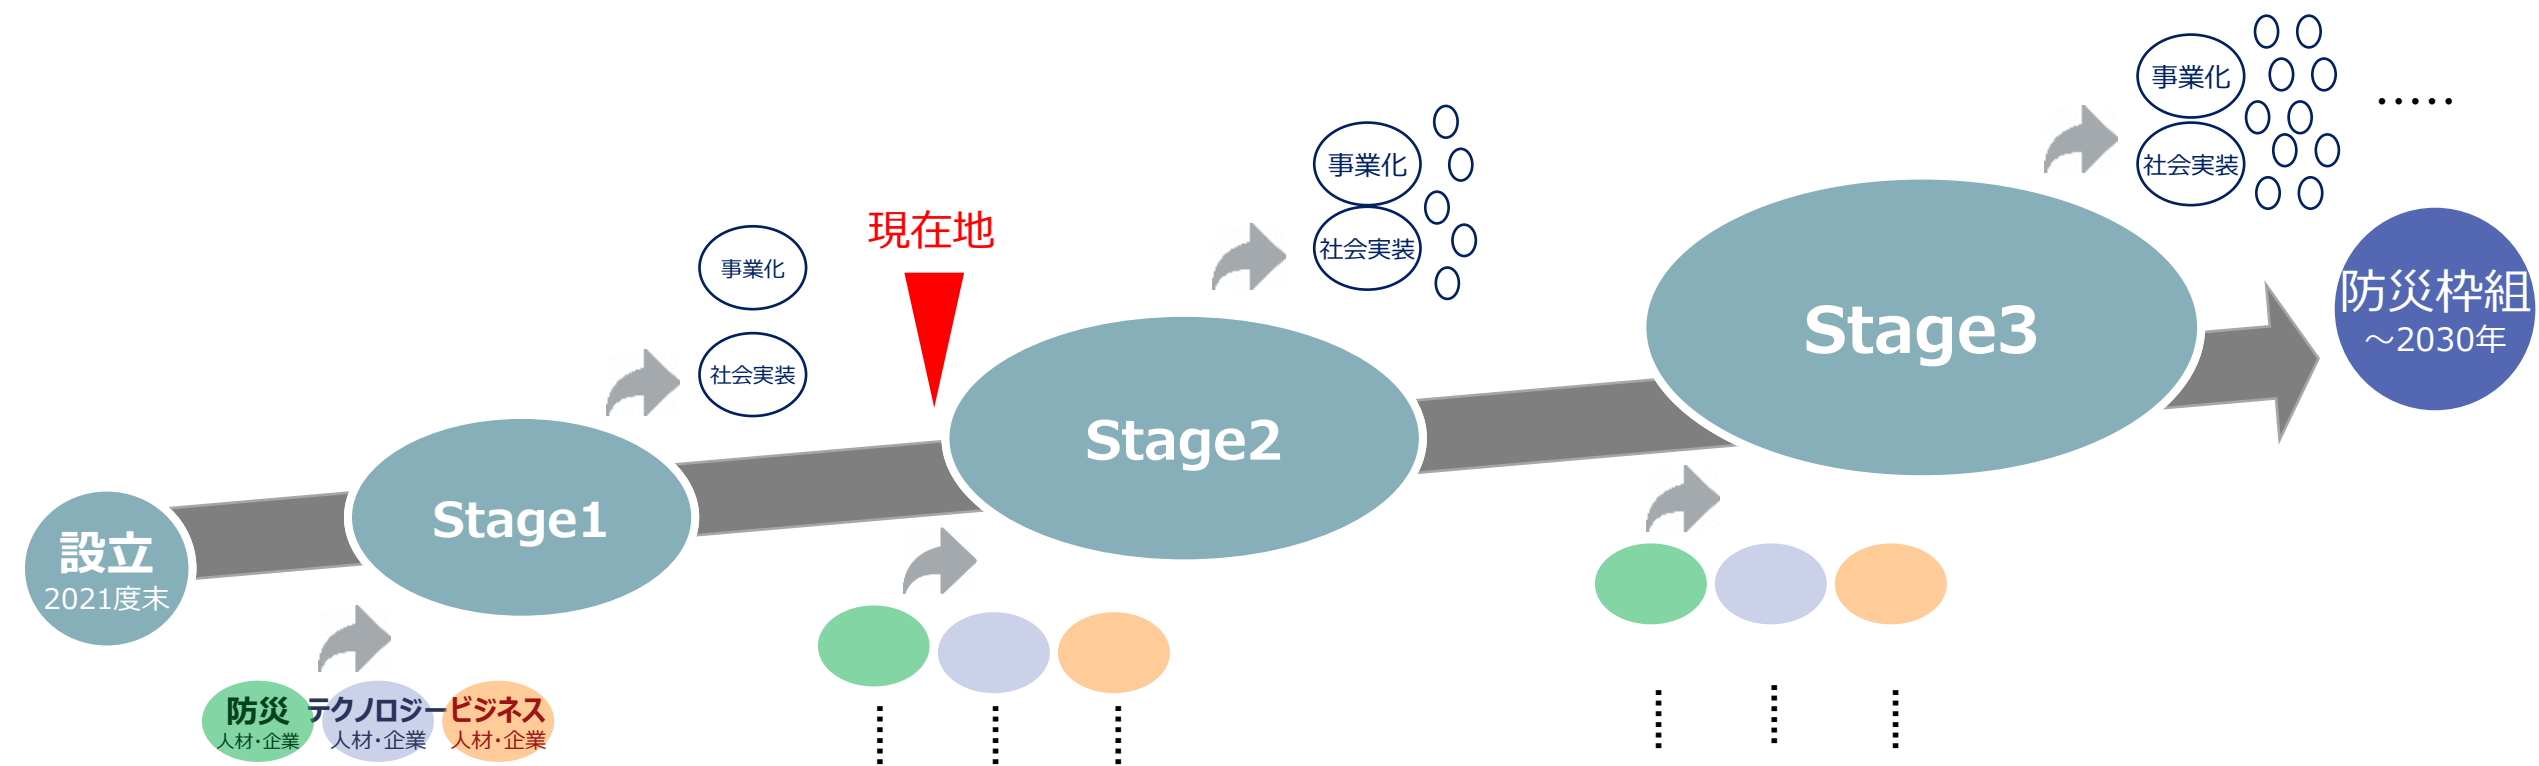 設立
2021度末
防災
人材・企業
テクノロジー
人材・企業
ビジネス
人材・企業
Stage1
事業化
社会実装
現在地
Stage2
事業化
社会実装
Stage3
事業化
社会実装
・・・・・
防災枠組
～2030年